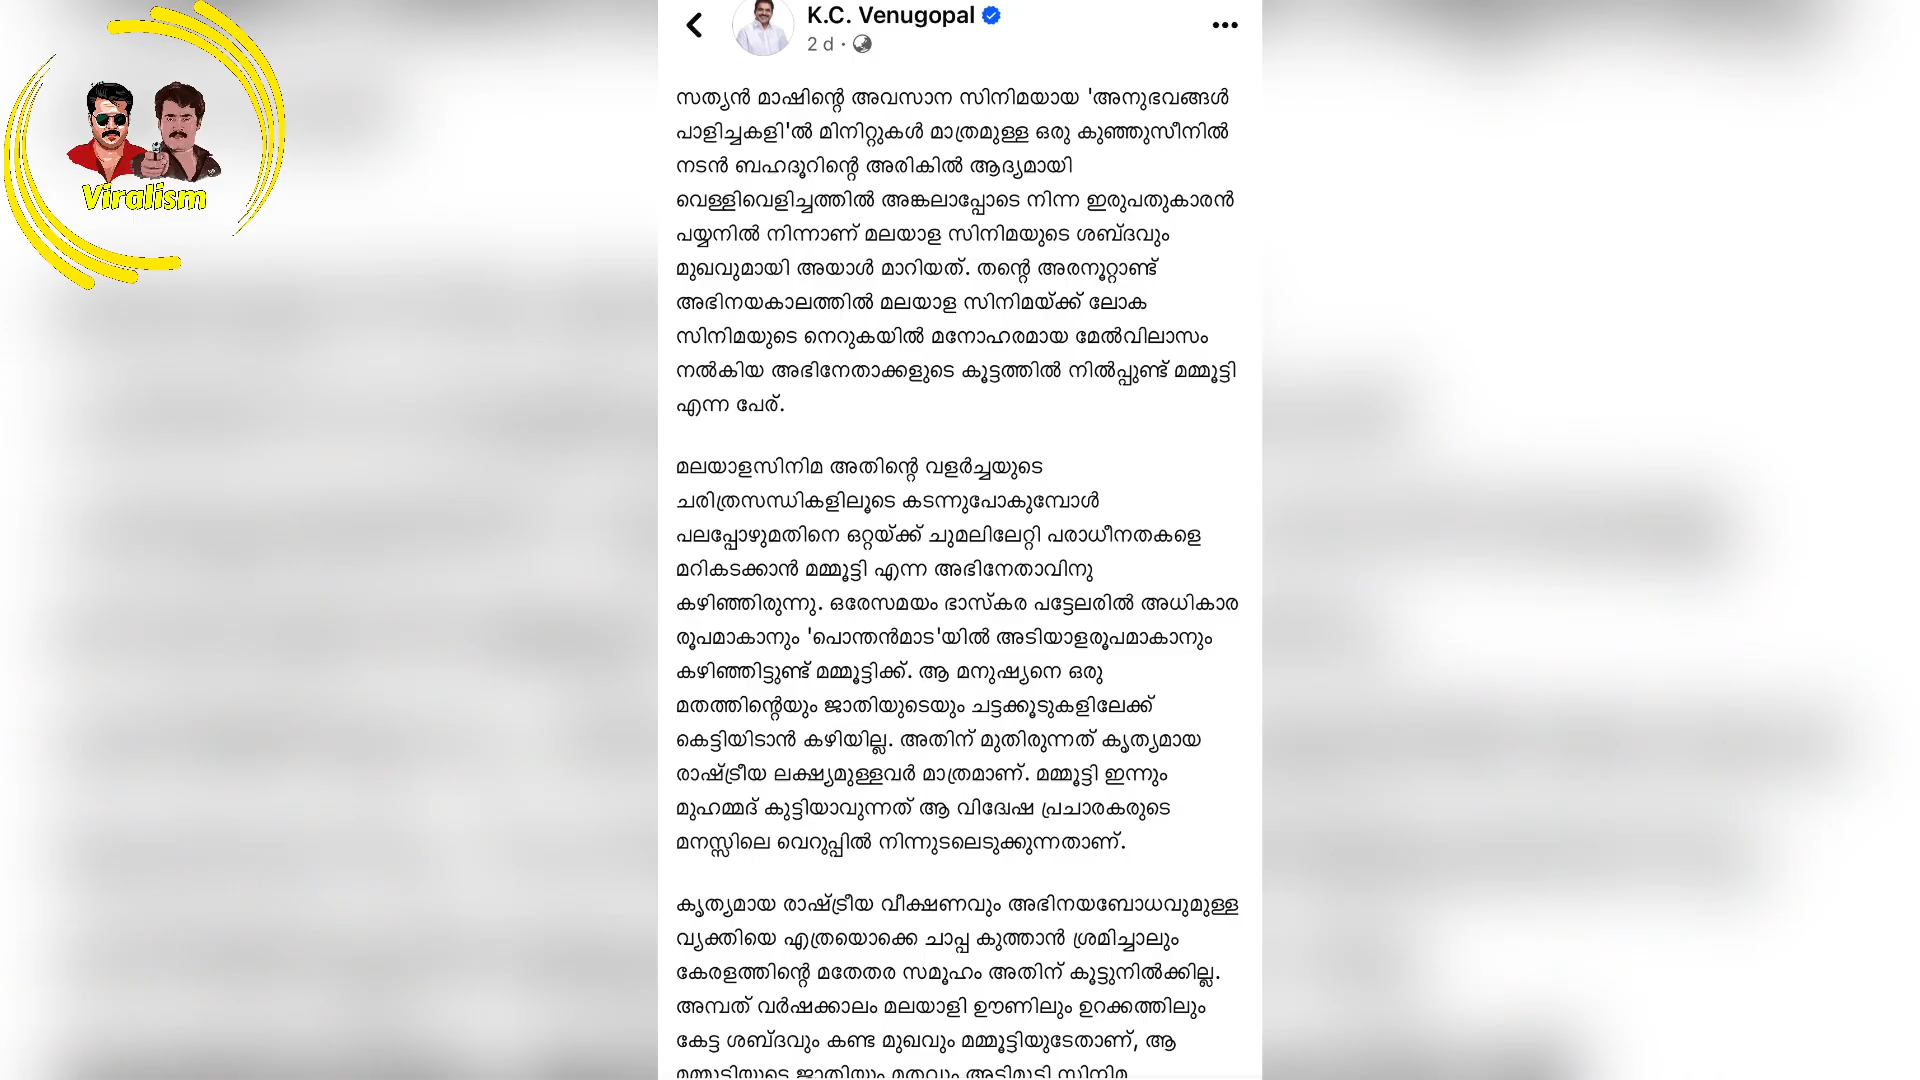 K.C. Venugopal
2 d ·
Viralism
സത്യൻ മാഷിന്റെ അവസാന സിനിമയായ 'അനുഭവങ്ങൾ
പാളിച്ചകളി'ൽ മിനിറ്റുകൾ മാത്രമുള്ള ഒരു കുഞ്ഞുസീനിൽ
നടൻ ബഹദൂറിന്റെ അരികിൽ ആദ്യമായി
വെള്ളിവെളിച്ചത്തിൽ അങ്കലാപ്പോടെ നിന്ന ഇരുപതുകാരൻ
പയ്യനിൽ നിന്നാണ് മലയാള സിനിമയുടെ ശബ്ദവും
മുഖവുമായി അയാൾ മാറിയത്. തന്റെ അരനൂറ്റാണ്ട്
അഭിനയകാലത്തിൽ മലയാള സിനിമയ്ക്ക് ലോക
സിനിമയുടെ നെറുകയിൽ മനോഹരമായ മേൽവിലാസം
നൽകിയ അഭിനേതാക്കളുടെ കൂട്ടത്തിൽ നിൽപ്പുണ്ട് മമ്മൂട്ടി
എന്ന പേര്.
മലയാളസിനിമ അതിന്റെ വളർച്ചയുടെ
ചരിത്രസന്ധികളിലൂടെ കടന്നുപോകുമ്പോൾ
പലപ്പോഴുമതിനെ ഒറ്റയ്ക്ക് ചുമലിലേറ്റി പരാധീനതകളെ
മറികടക്കാൻ മമ്മൂട്ടി എന്ന അഭിനേതാവിനു
കഴിഞ്ഞിരുന്നു. ഒരേസമയം ഭാസ്കര പട്ടേലരിൽ അധികാര
രൂപമാകാനും 'പൊന്തൻമാട'യിൽ അടിയാളരൂപമാകാനും
കഴിഞ്ഞിട്ടുണ്ട് മമ്മൂട്ടിക്ക്. ആ മനുഷ്യനെ ഒരു
മതത്തിന്റെയും ജാതിയുടെയും ചട്ടക്കൂടുകളിലേക്ക്
കെട്ടിയിടാൻ കഴിയില്ല. അതിന് മുതിരുന്നത് കൃത്യമായ
രാഷ്ട്രീയ ലക്ഷ്യമുള്ളവർ മാത്രമാണ്. മമ്മൂട്ടി ഇന്നും
മുഹമ്മദ് കുട്ടിയാവുന്നത് ആ വിദ്വേഷ പ്രചാരകരുടെ
മനസ്സിലെ വെറുപ്പിൽ നിന്നുടലെടുക്കുന്നതാണ്.
കൃത്യമായ രാഷ്ട്രീയ വീക്ഷണവും അഭിനയബോധവുമുള്ള
വ്യക്തിയെ എത്രയൊക്കെ ചാപ്പ കുത്താൻ ശ്രമിച്ചാലും
കേരളത്തിന്റെ മതേതര സമൂഹം അതിന് കൂട്ടുനിൽക്കില്ല.
അമ്പത് വർഷക്കാലം മലയാളി ഊണിലും ഉറക്കത്തിലും
കേട്ട ശബ്ദവും കണ്ട മുഖവും മമ്മൂട്ടിയുടേതാണ്, ആ
മമ്മൂട്ടിയുടെ ജാതിയും മതവും അടിമുടി സിനിമ